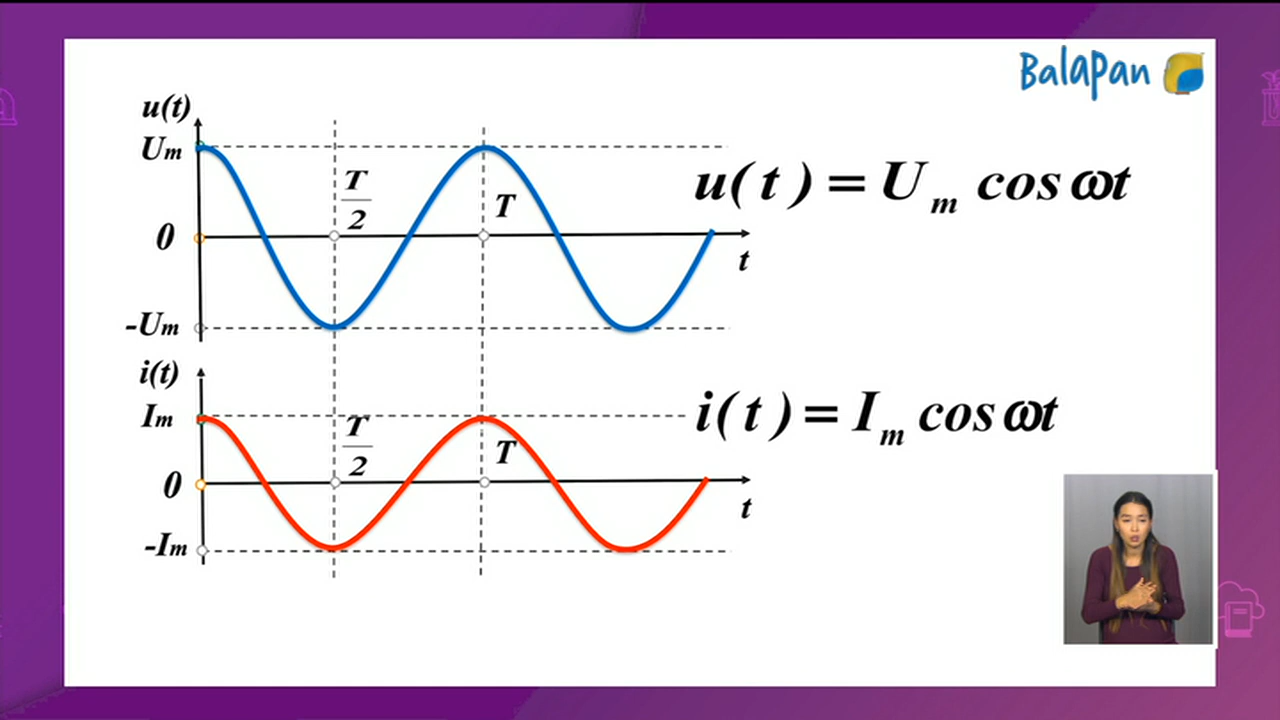 Balapan
u(t)
Um
T
2
T
0
t
-Um
u(t) = Um cos ωt
i(t)
Im
T
2
T
0
t
-Im
i(t) = Im cos ωt